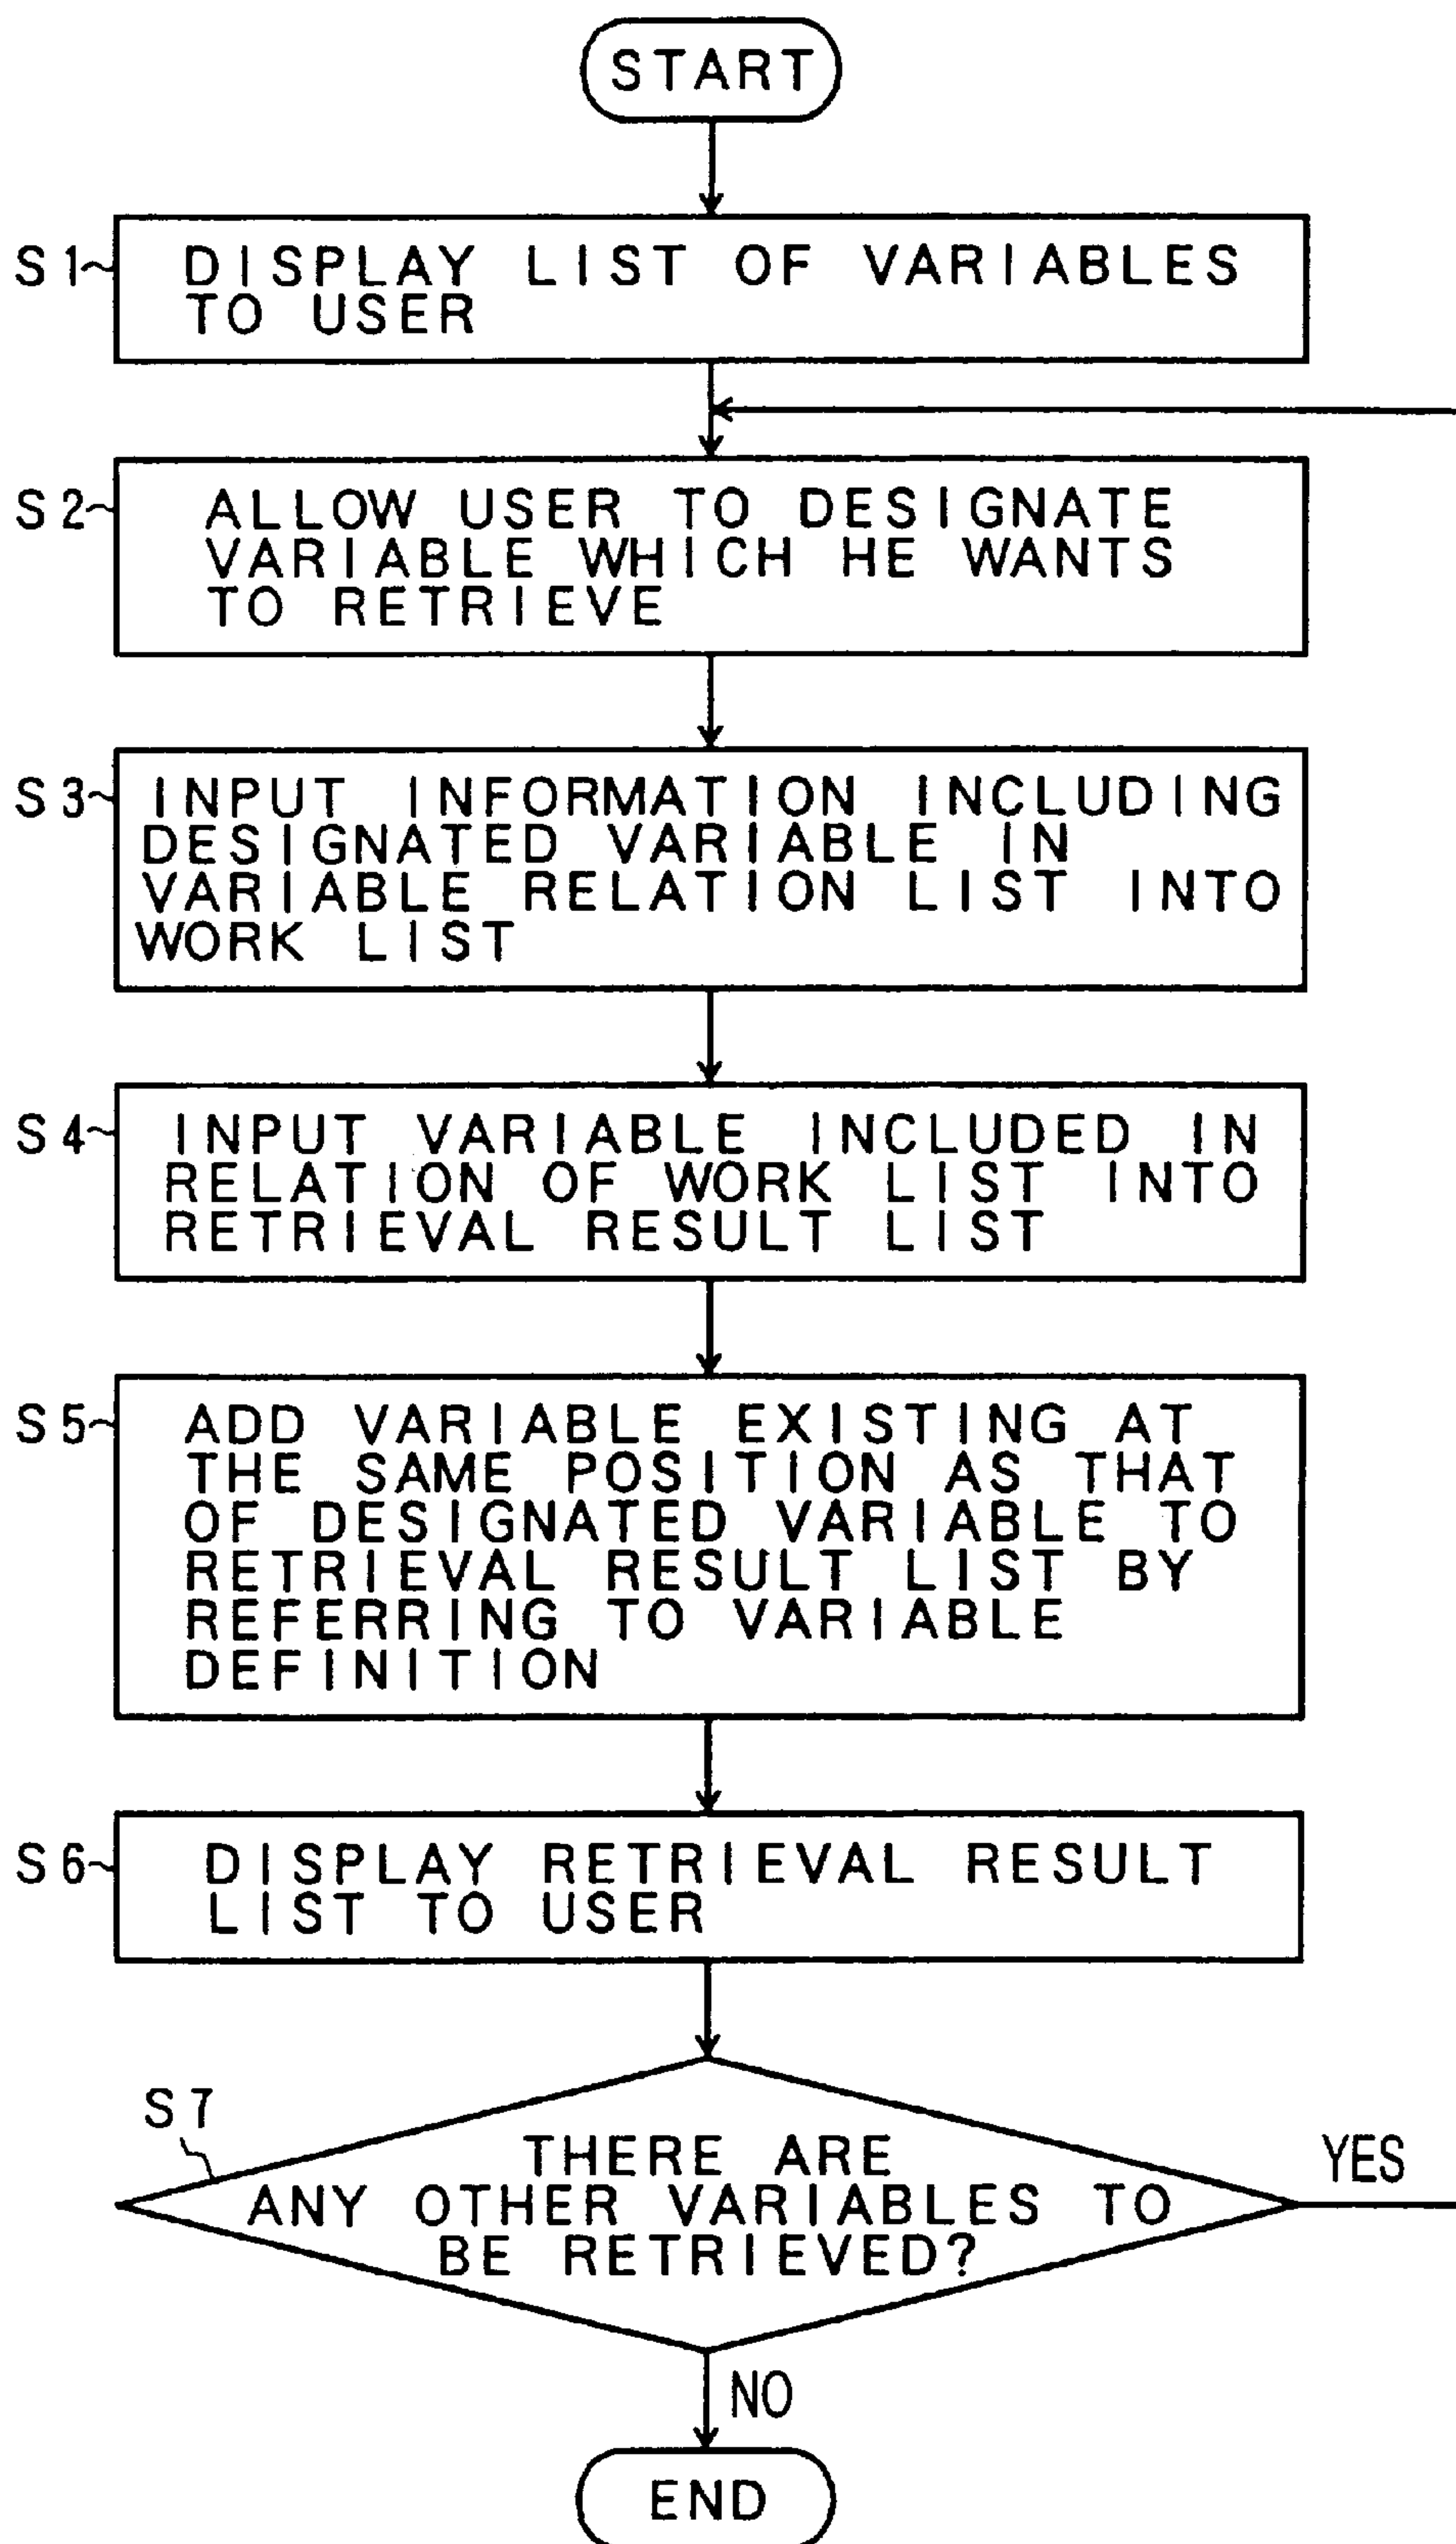 START
S1
DISPLAY LIST OF VARIABLES
TO USER
S2
ALLOW USER TO DESIGNATE
VARIABLE WHICH HE WANTS
TO RETRIEVE
S3
INPUT INFORMATION INCLUDING
DESIGNATED VARIABLE IN
VARIABLE RELATION LIST INTO
WORK LIST
S4
INPUT VARIABLE INCLUDED IN
RELATION OF WORK LIST INTO
RETRIEVAL RESULT LIST
S5
ADD VARIABLE EXISTING AT
THE SAME POSITION AS THAT
OF DESIGNATED VARIABLE TO
RETRIEVAL RESULT LIST BY
REFERRING TO VARIABLE
DEFINITION
S6
DISPLAY RETRIEVAL RESULT
LIST TO USER
S7
THERE ARE
ANY OTHER VARIABLES TO
BE RETRIEVED?
YES
NO
END